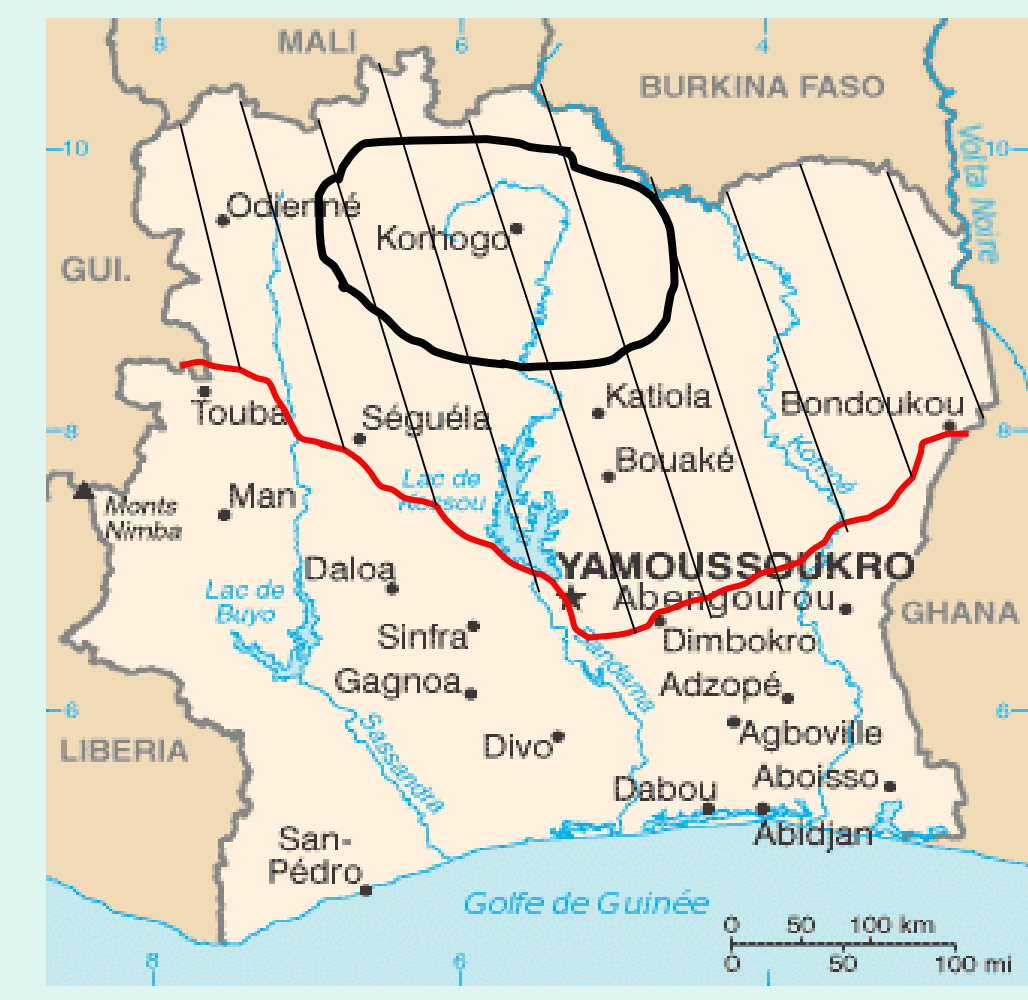 8
6
4
MALI
BURKINA FASO
10
10
Volta Noire
Odienné
Korhogo
GUI.
Touba
Séguéla
Katiola
Bondoukou
8
8
Bouaké
Komoé
Lac de
Kossou
Man
Monts
Nimba
YAMOUSSOUKRO
Daloa
Abengourou
Lac de
Buyo
GHANA
Sinfra
Dimbokro
Bandama
Gagnoa
Adzopé
6
6
Sassandra
Agboville
LIBERIA
Divo
Aboisso
Dabou
Abidjan
San-
Pédro
Golfe de Guinée
0 50 100 km
0 50 100 mi
8
6